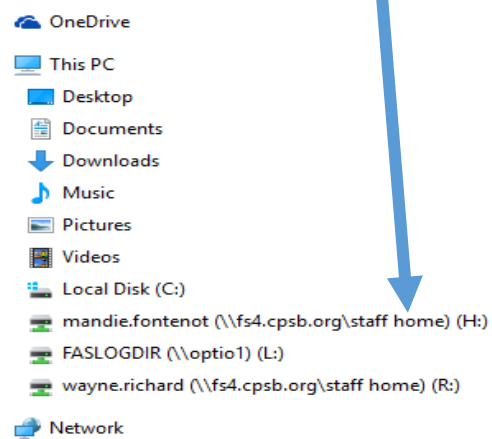 OneDrive
This PC
Desktop
Documents
Downloads
Music
Pictures
Videos
Local Disk (C:)
mandie.fontenot (\\fs4.cpsb.org\staff home) (H:)
FASLOGDIR (\\optio1) (L:)
wayne.richard (\\fs4.cpsb.org\staff home) (R:)
Network